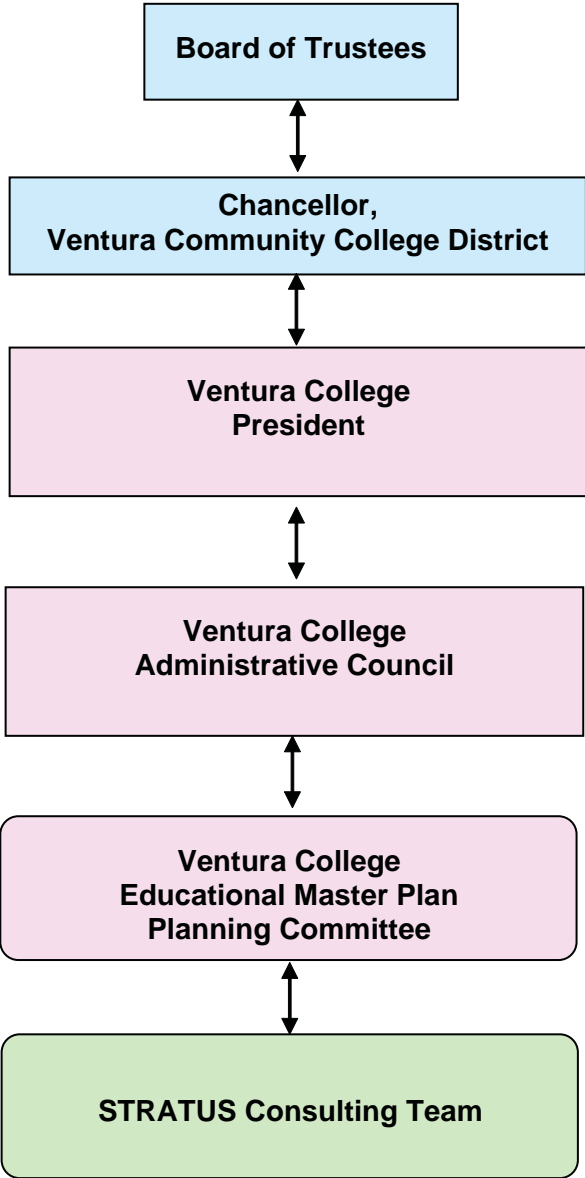 Board of Trustees
Chancellor,
Ventura Community College District
Ventura College
President
Ventura College
Administrative Council
Ventura College
Educational Master Plan
Planning Committee
STRATUS Consulting Team